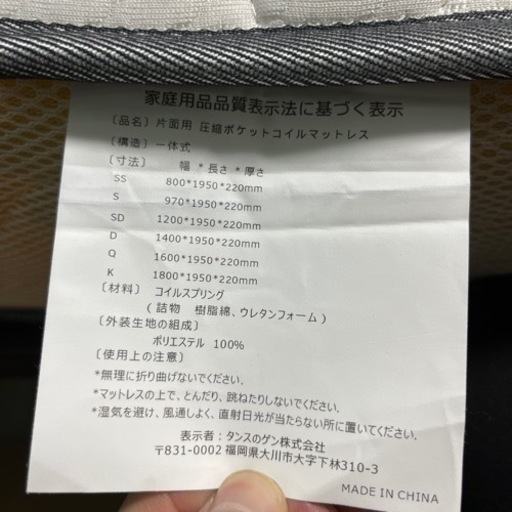 家庭用品品質表示法に基づく表示
〔品名〕片面用 圧縮ポケットコイルマットレス
〔構造〕一体式
〔寸法〕 幅 *長さ *厚さ
SS 800*1950*220mm
S 970*1950*220mm
SD 1200*1950*220mm
D 1400*1950*220mm
Q 1600*1950*220mm
K 1800*1950*220mm
〔材料〕 コイルスプリング
(詰物 樹脂綿、ウレタンフォーム)
〔外装生地の組成〕
ポリエステル 100%
〔使用上の注意〕
*無理に折り曲げないでください。
*マットレスの上で、とんだり、跳ねたりしないでください.
*湿気を避け、風通しよく、直射日光が当たらない所に置いてください.
表示者：タンスのゲン株式会社
〒831-0002 福岡県大川市大字下林310-3
MADE IN CHINA